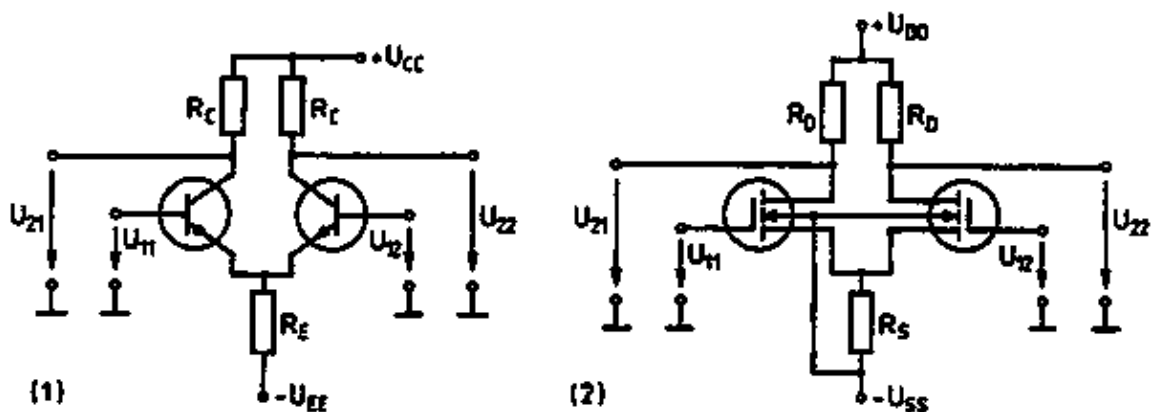 +U_CC
R_C R_C
U_21 U_11 U_12 U_22
R_E
(1) -U_EE
+U_DD
R_D R_D
U_21 U_11 U_12 U_22
R_S
(2) -U_SS